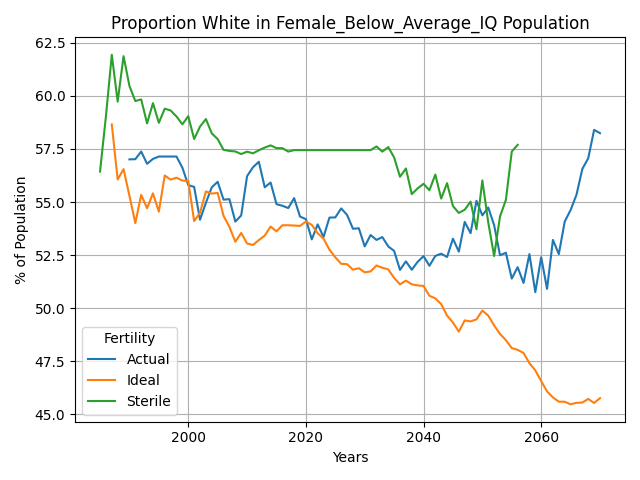 Proportion White in Female_Below_Average_IQ Population
62.5
60.0
57.5
55.0
52.5
50.0
47.5
45.0
% of Population
Fertility
Actual
Ideal
Sterile
2000
2020
2040
2060
Years